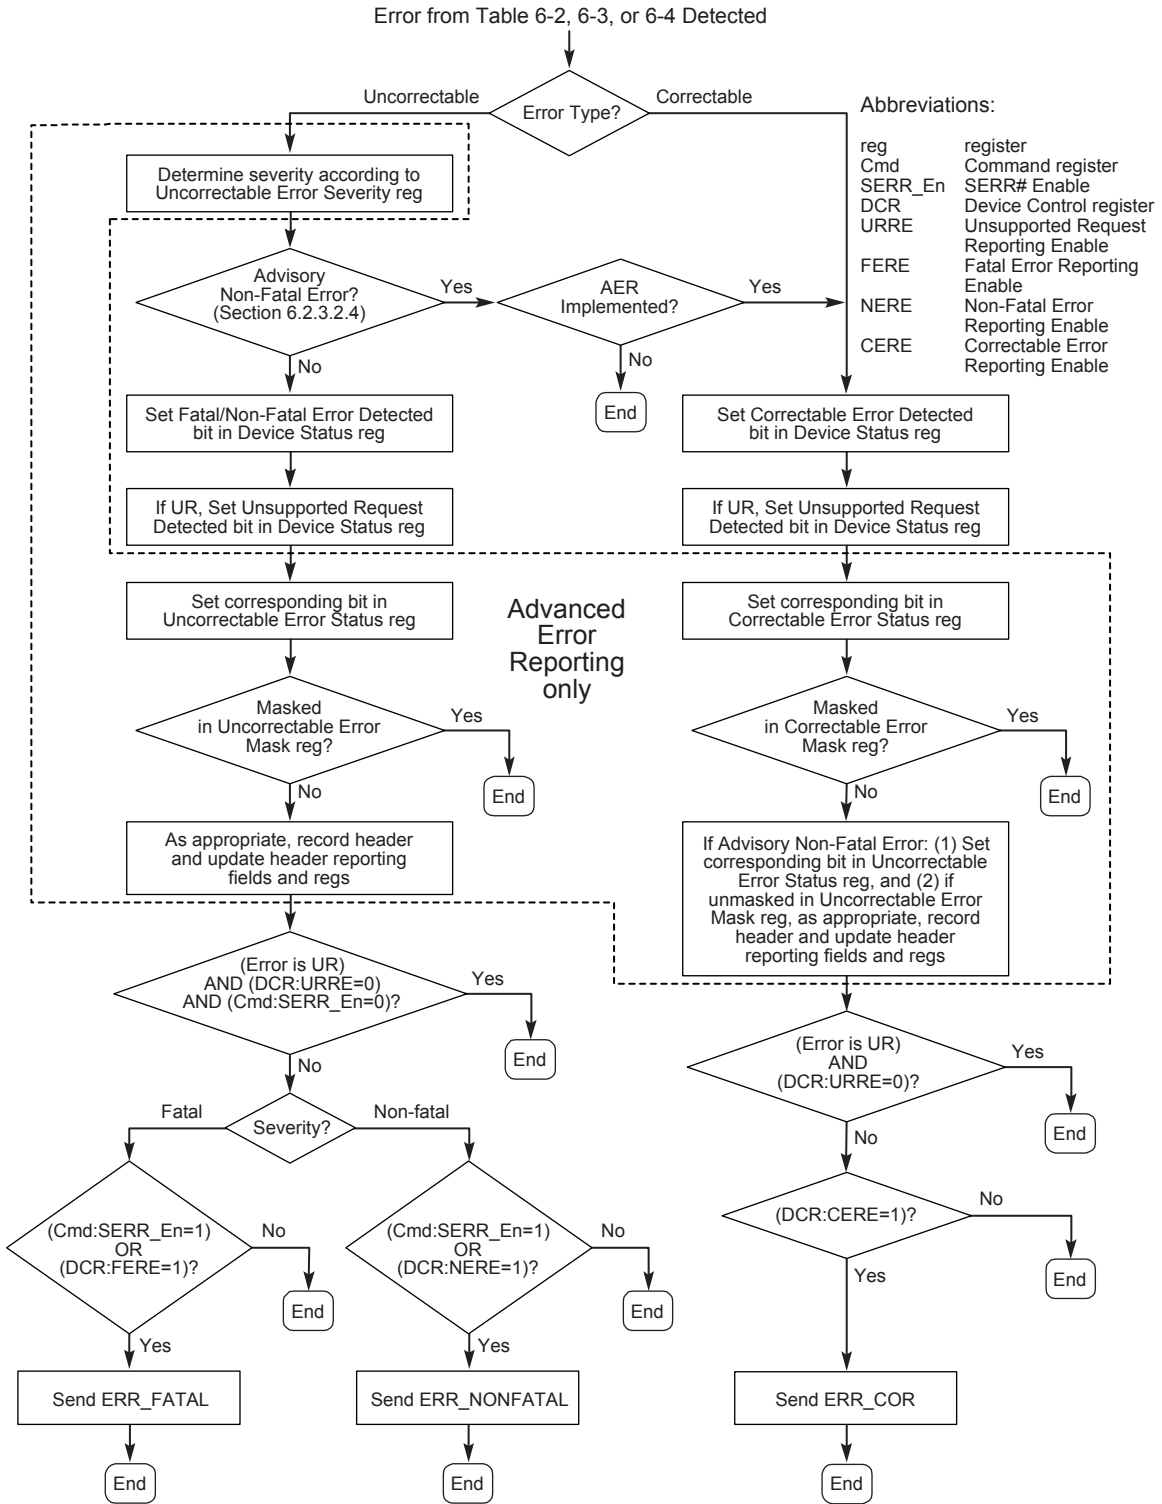 Error from Table 6-2, 6-3, or 6-4 Detected
Uncorrectable
Error Type?
Correctable
Abbreviations:
reg register
Cmd Command register
SERR_En SERR# Enable
DCR Device Control register
URRE Unsupported Request
Reporting Enable
FERE Fatal Error Reporting
Enable
NERE Non-Fatal Error
Reporting Enable
CERE Correctable Error
Reporting Enable
Determine severity according to
Uncorrectable Error Severity reg
Advisory
Non-Fatal Error?
(Section 6.2.3.2.4)
Yes
AER
Implemented?
Yes
No
No
End
Set Fatal/Non-Fatal Error Detected
bit in Device Status reg
Set Correctable Error Detected
bit in Device Status reg
If UR, Set Unsupported Request
Detected bit in Device Status reg
If UR, Set Unsupported Request
Detected bit in Device Status reg
Set corresponding bit in
Uncorrectable Error Status reg
Advanced
Error
Reporting
only
Set corresponding bit in
Correctable Error Status reg
Masked
in Uncorrectable Error
Mask reg?
Yes
End
No
Masked
in Correctable Error
Mask reg?
Yes
End
No
As appropriate, record header
and update header reporting
fields and regs
If Advisory Non-Fatal Error: (1) Set
corresponding bit in Uncorrectable
Error Status reg, and (2) if
unmasked in Uncorrectable Error
Mask reg, as appropriate, record
header and update header
reporting fields and regs
(Error is UR)
AND (DCR:URRE=0)
AND (Cmd:SERR_En=0)?
Yes
End
No
(Error is UR)
AND
(DCR:URRE=0)?
Yes
End
No
Fatal
Severity?
Non-fatal
(Cmd:SERR_En=1)
OR
(DCR:FERE=1)?
No
End
Yes
(Cmd:SERR_En=1)
OR
(DCR:NERE=1)?
No
End
Yes
(DCR:CERE=1)?
No
End
Yes
Send ERR_FATAL
Send ERR_NONFATAL
Send ERR_COR
End
End
End